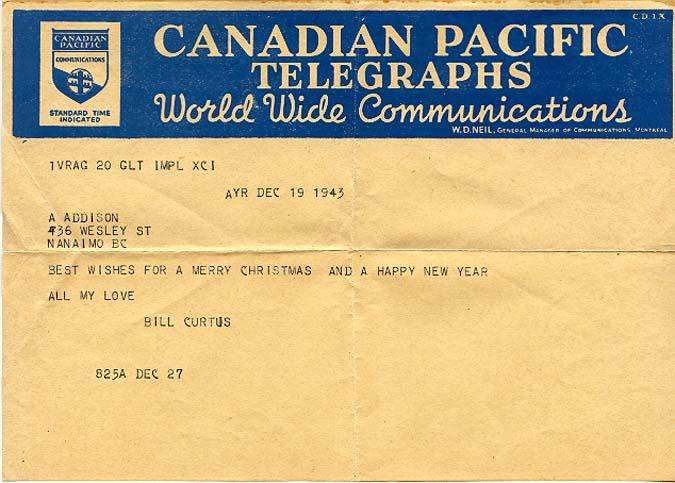 C.D.1X
CANADIAN
PACIFIC
COMMUNICATIONS
STANDARD TIME
INDICATED
CANADIAN PACIFIC
TELEGRAPHS
World Wide Communications
W.D.NEIL, GENERAL MANAGER OF COMMUNICATIONS, MONTREAL
1VRAG 20 GLT IMPL XCI
AYR DEC 19 1943
A ADDISON
436 WESLEY ST
NANAIMO BC
BEST WISHES FOR A MERRY CHRISTMAS AND A HAPPY NEW YEAR
ALL MY LOVE
BILL CURTUS
825A DEC 27